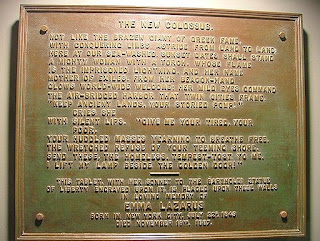 THE NEW COLOSSUS.
NOT LIKE THE BRAZEN GIANT OF GREEK FAME,
WITH CONQUERING LIMBS ASTRIDE FROM LAND TO LAND;
HERE AT OUR SEA-WASHED, SUNSET GATES SHALL STAND
A MIGHTY WOMAN WITH A TORCH, WHOSE FLAME
IS THE IMPRISONED LIGHTNING, AND HER NAME
MOTHER OF EXILES. FROM HER BEACON-HAND
GLOWS WORLD-WIDE WELCOME; HER MILD EYES COMMAND
THE AIR-BRIDGED HARBOR THAT TWIN CITIES FRAME.
"KEEP ANCIENT LANDS, YOUR STORIED POMP!"
CRIES SHE
WITH SILENT LIPS. "GIVE ME YOUR TIRED, YOUR
POOR,
YOUR HUDDLED MASSES YEARNING TO BREATHE FREE,
THE WRETCHED REFUSE OF YOUR TEEMING SHORE.
SEND THESE, THE HOMELESS, TEMPEST-TOST TO ME,
I LIFT MY LAMP BESIDE THE GOLDEN DOOR!"
THIS TABLET, WITH HER SONNET TO THE BARTHOLDI STATUE
OF LIBERTY ENGRAVED UPON IT, IS PLACED UPON THESE WALLS
IN LOVING MEMORY OF
EMMA LAZARUS
BORN IN NEW YORK CITY, JULY 22D, 1849
DIED NOVEMBER 19TH, 1887.